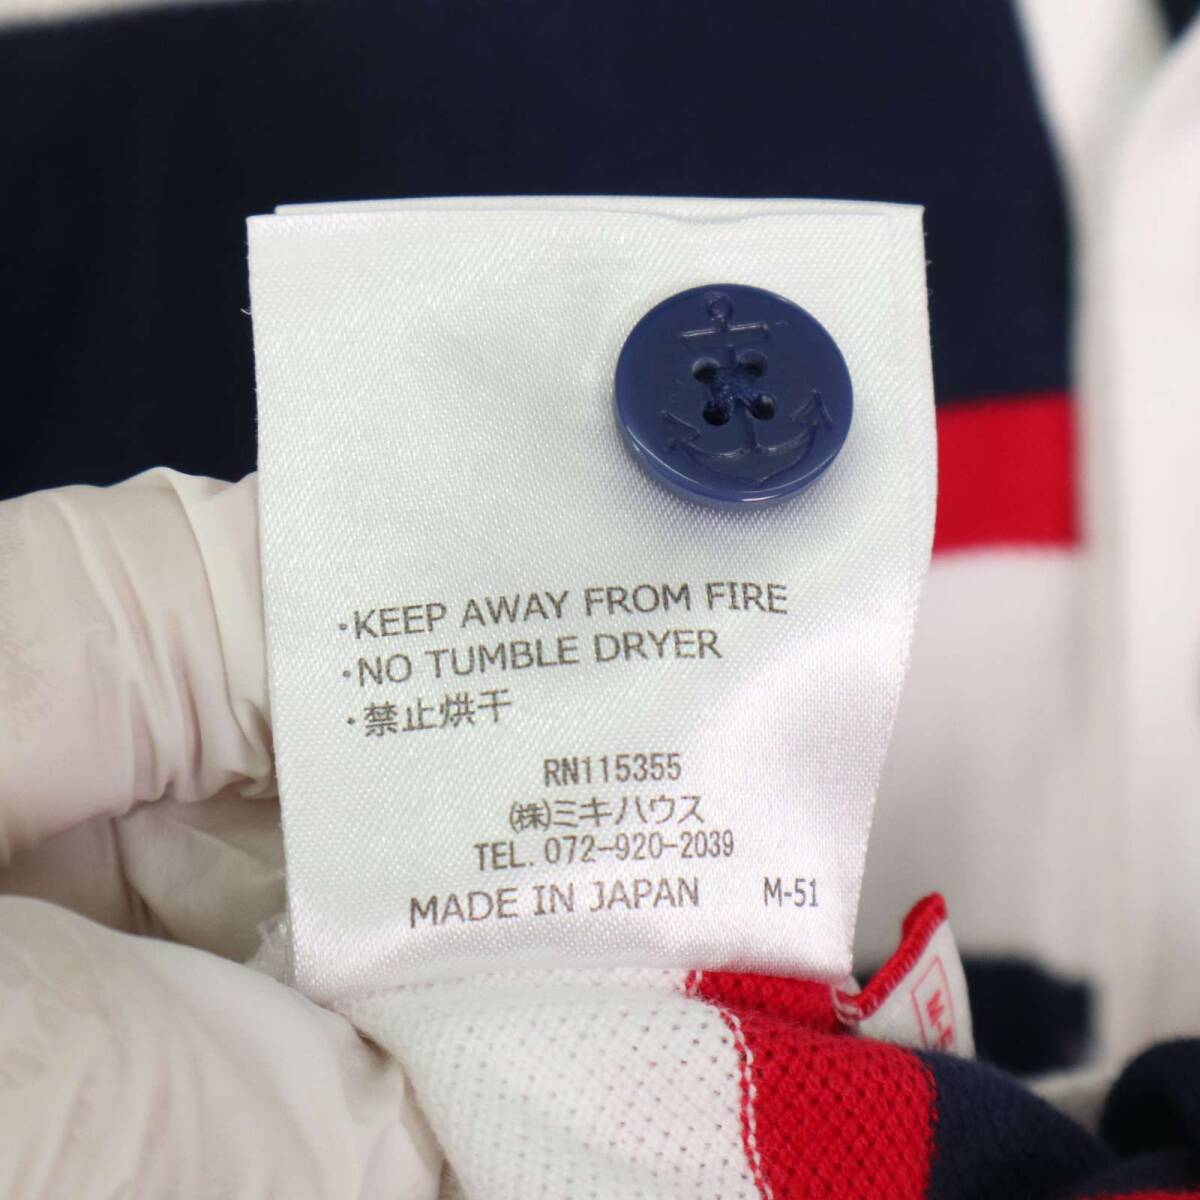 ・KEEP AWAY FROM FIRE
・NO TUMBLE DRYER
・禁止烘干
RN115355
㈱ミキハウス
TEL. 072-920-2039
MADE IN JAPAN M-51